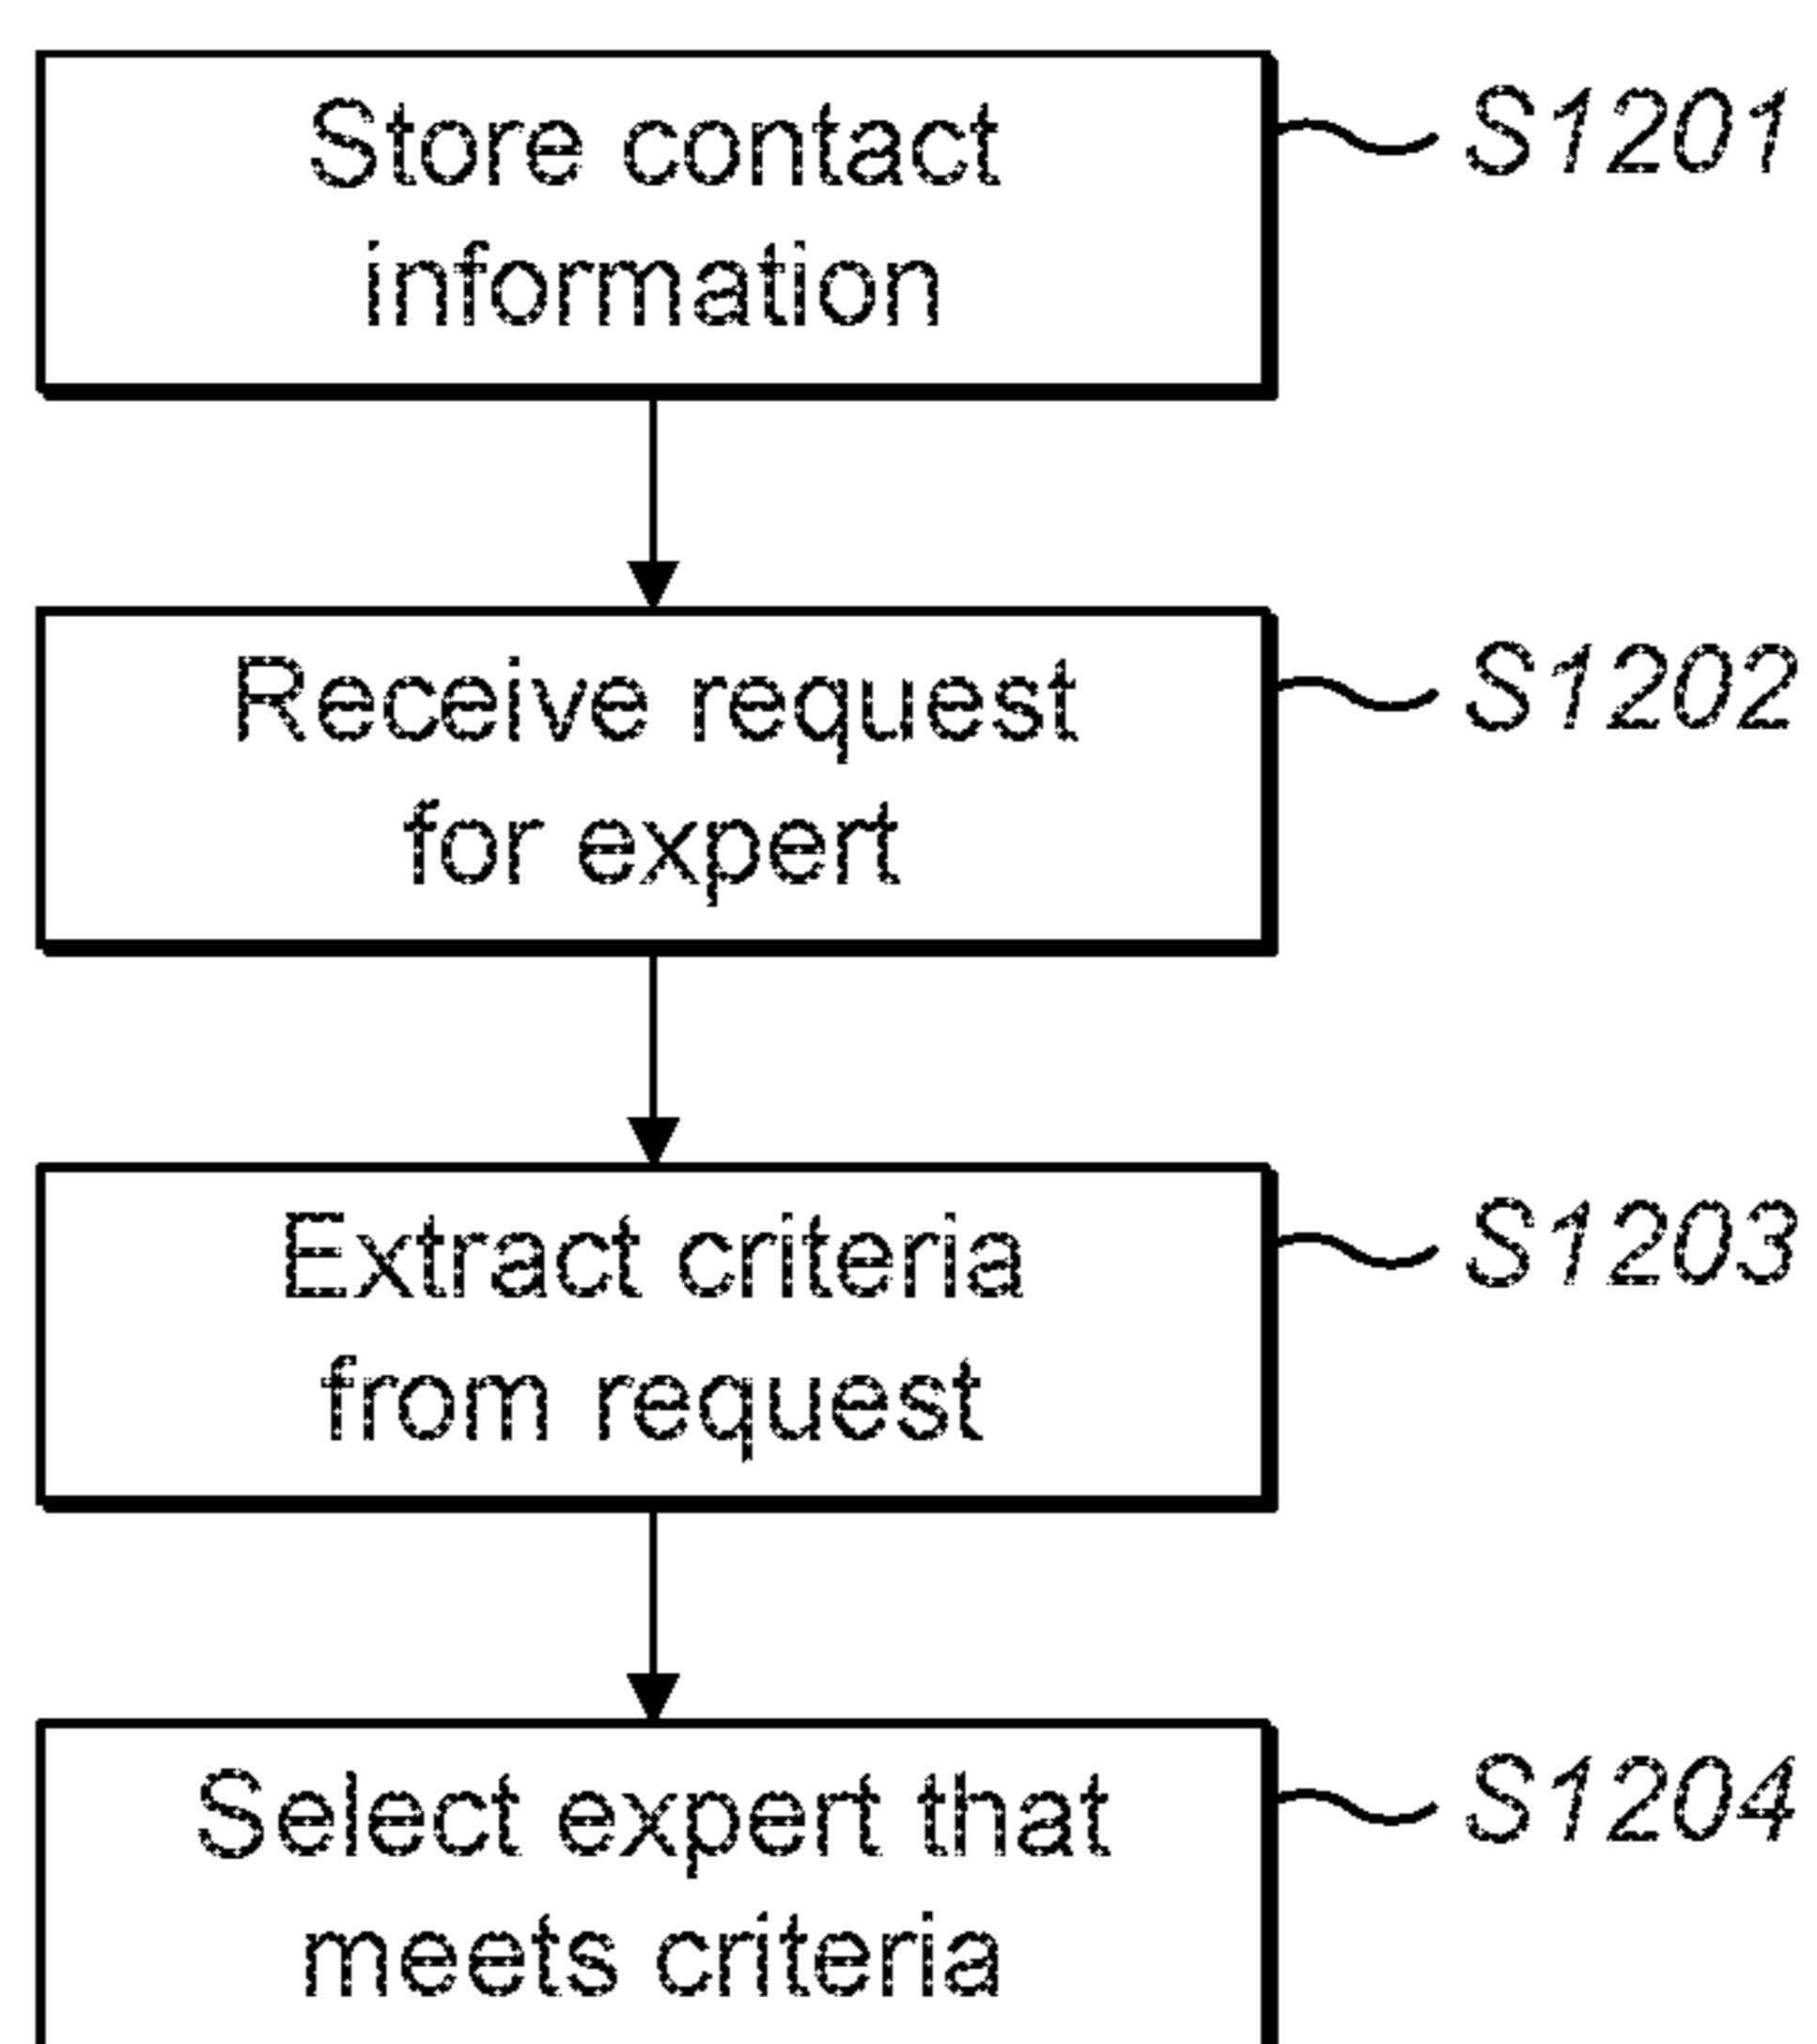 Store contact
information
S1201
Receive request
for expert
S1202
Extract criteria
from request
S1203
Select expert that
meets criteria
S1204